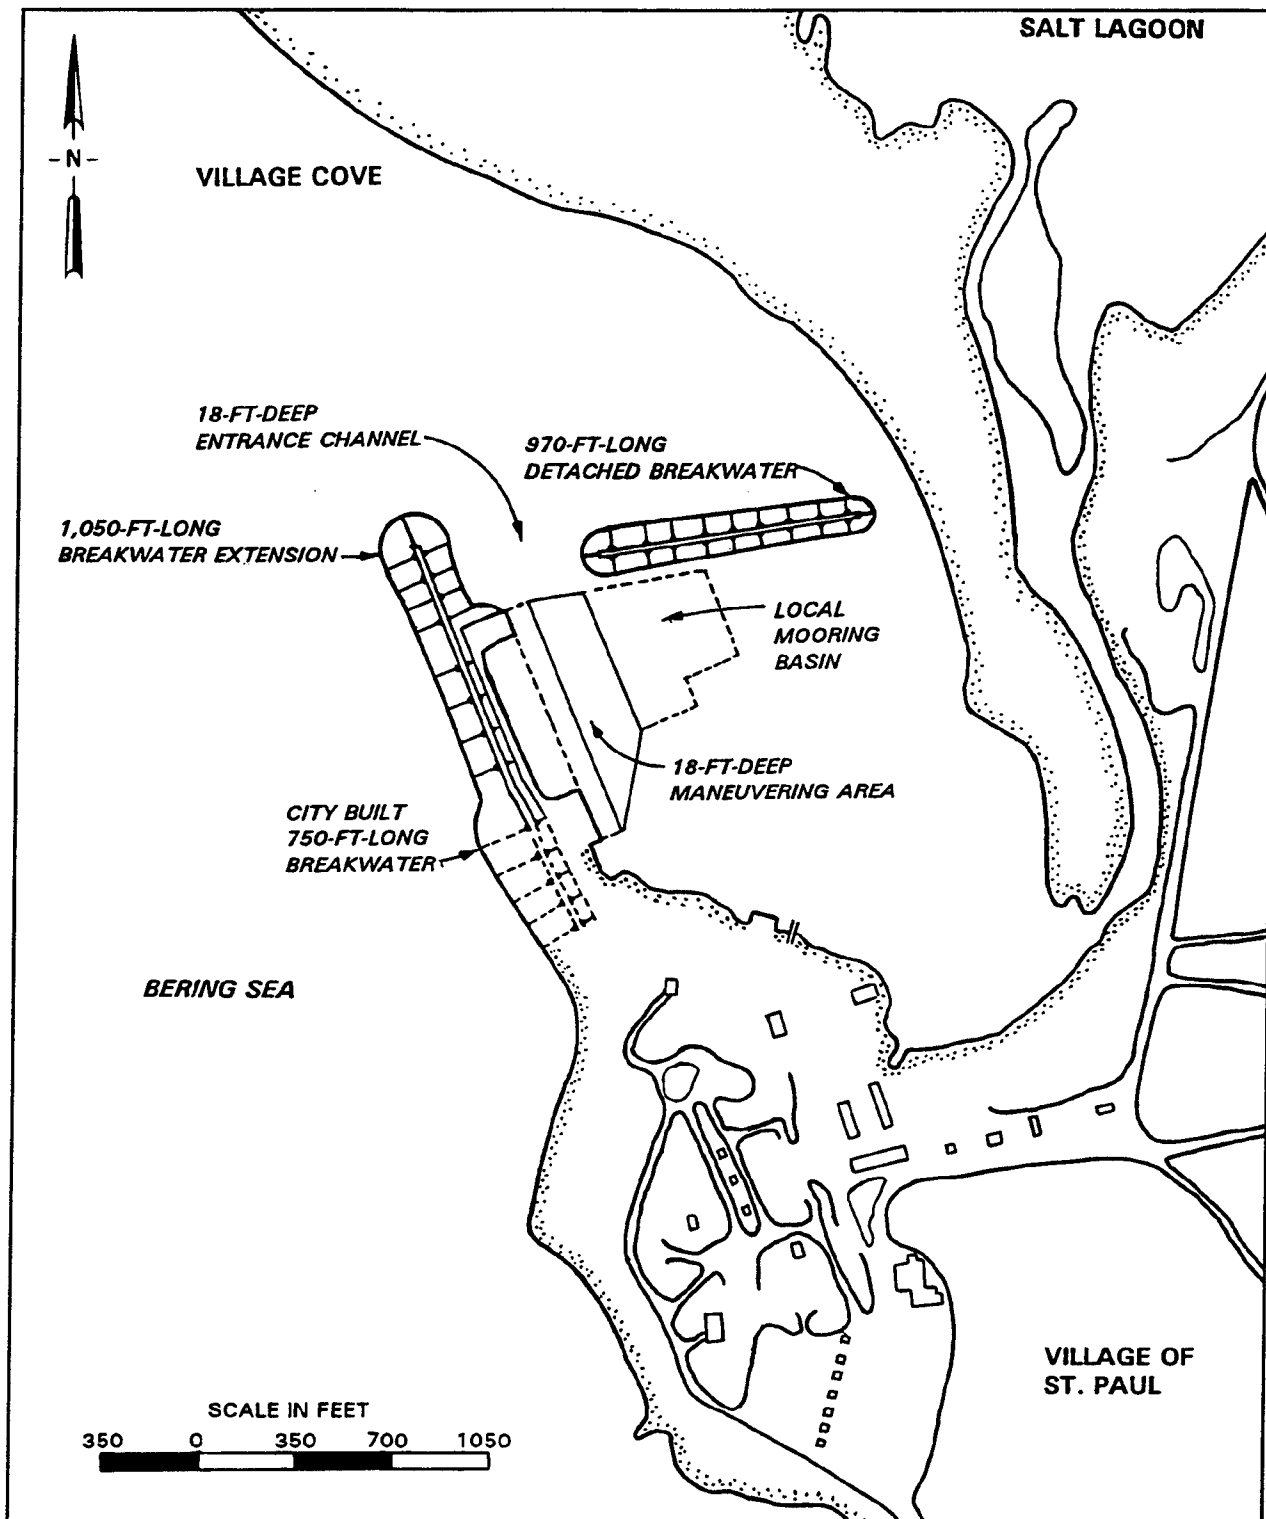 SALT LAGOON
-N-
VILLAGE COVE
18-FT-DEEP
ENTRANCE CHANNEL
970-FT-LONG
DETACHED BREAKWATER
1,050-FT-LONG
BREAKWATER EXTENSION
LOCAL
MOORING
BASIN
18-FT-DEEP
MANEUVERING AREA
CITY BUILT
750-FT-LONG
BREAKWATER
BERING SEA
VILLAGE OF
ST. PAUL
SCALE IN FEET
350 0 350 700 1050